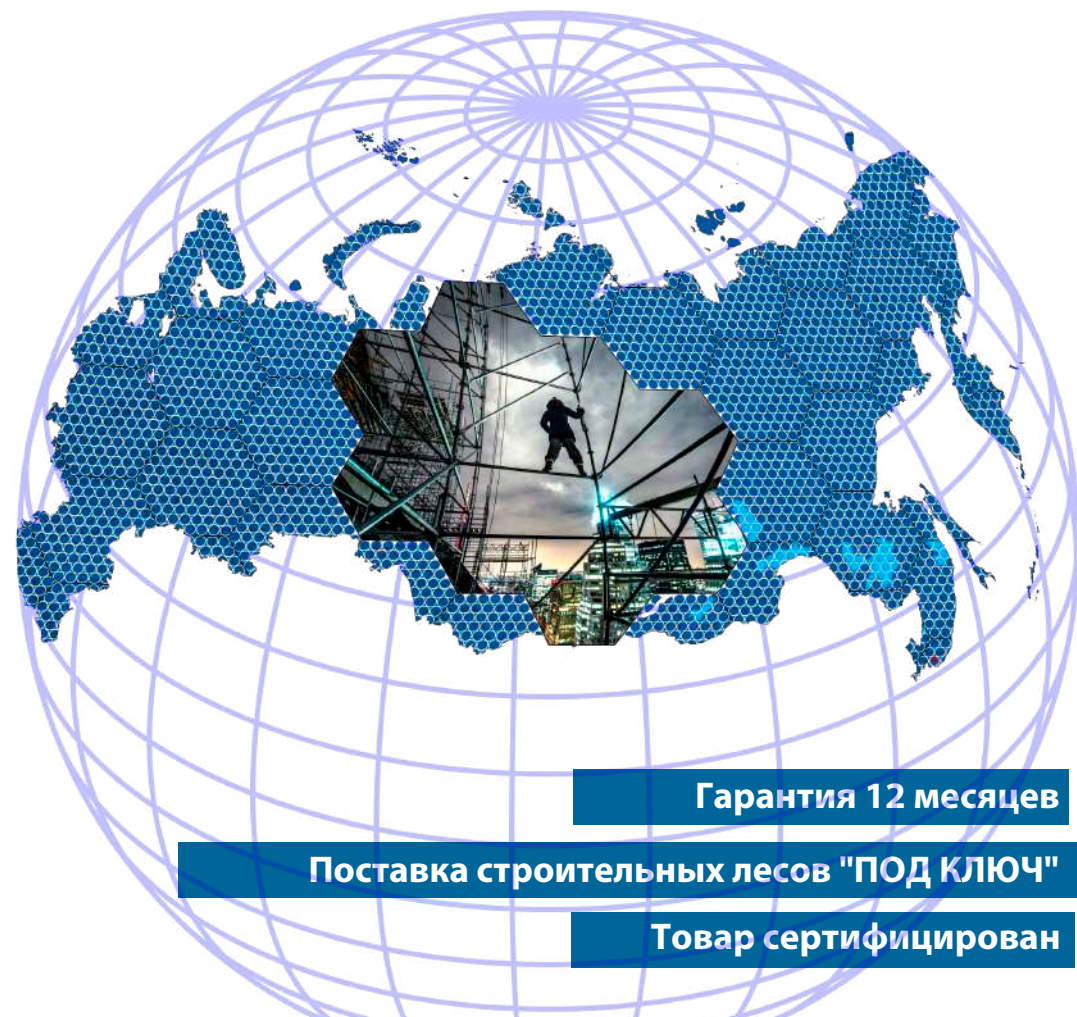 Гарантия 12 месяцев
Поставка строительных лесов "ПОД КЛЮЧ"
Товар сертифицирован